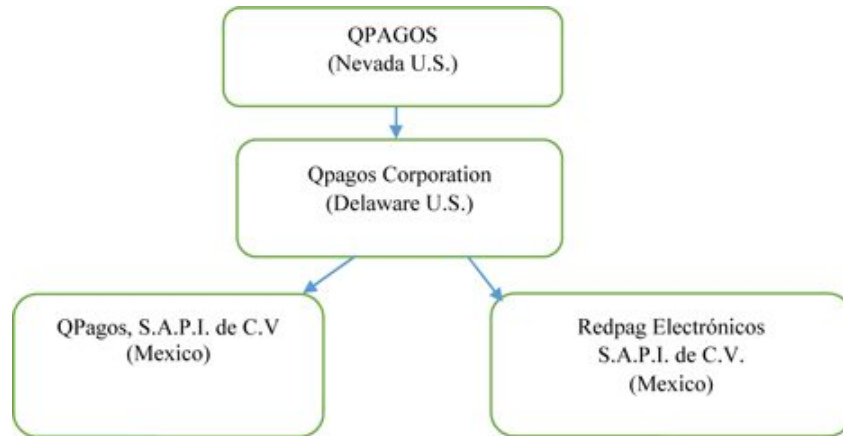 QPAGOS
(Nevada U.S.)
Qpagos Corporation
(Delaware U.S.)
QPagos, S.A.P.I. de C.V
(Mexico)
Redpag Electrónicos
S.A.P.I. de C.V.
(Mexico)